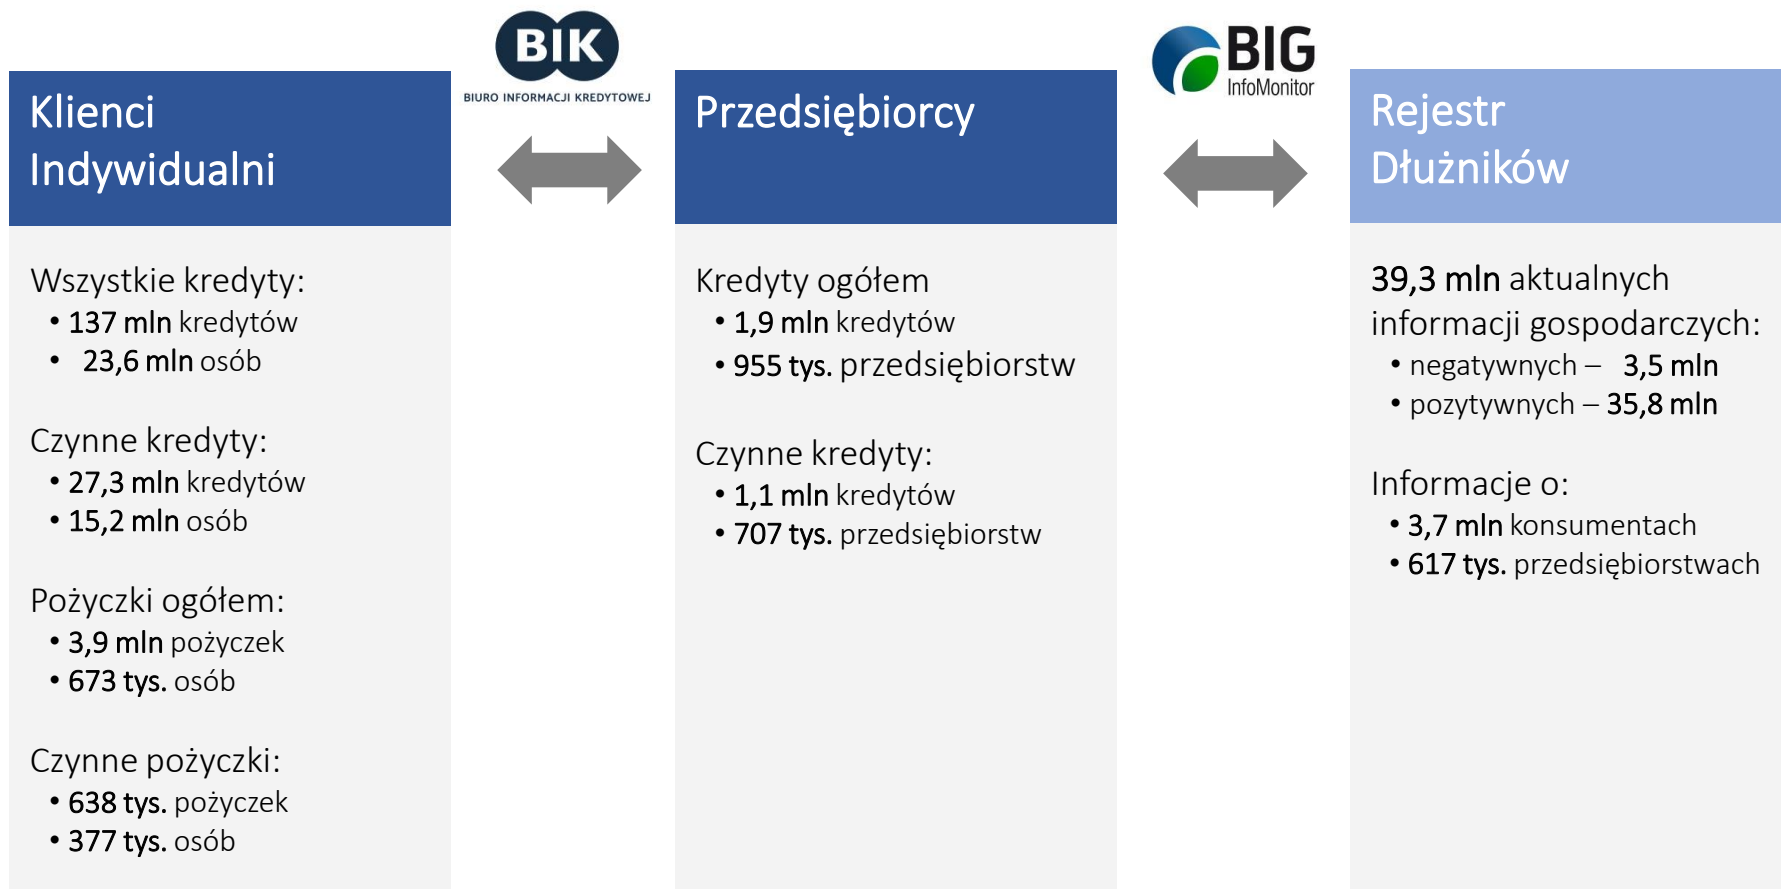 BIK
BIURO INFORMACJI KREDYTOWEJ
BIG
InfoMonitor
Klienci
Indywidualni
Wszystkie kredyty:
• 137 mln kredytów
• 23,6 mln osób
Czynne kredyty:
• 27,3 mln kredytów
• 15,2 mln osób
Pożyczki ogółem:
• 3,9 mln pożyczek
• 673 tys. osób
Czynne pożyczki:
• 638 tys. pożyczek
• 377 tys. osób
Przedsiębiorcy
Kredyty ogółem
• 1,9 mln kredytów
• 955 tys. przedsiębiorstw
Czynne kredyty:
• 1,1 mln kredytów
• 707 tys. przedsiębiorstw
Rejestr
Dłużników
39,3 mln aktualnych
informacji gospodarczych:
• negatywnych – 3,5 mln
• pozytywnych – 35,8 mln
Informacje o:
• 3,7 mln konsumentach
• 617 tys. przedsiębiorstwach